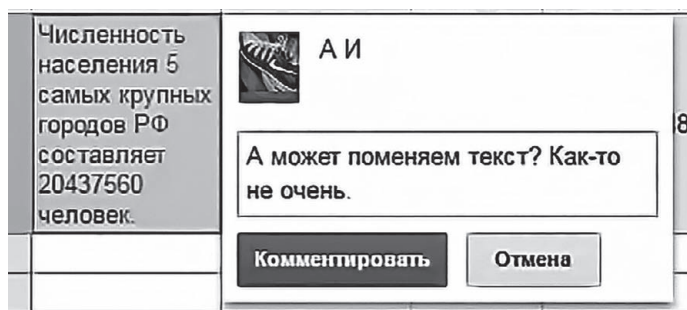 Численность
населения 5
самых крупных
городов РФ
составляет
20437560
человек.
А И
А может поменяем текст? Как-то
не очень.
Комментировать
Отмена